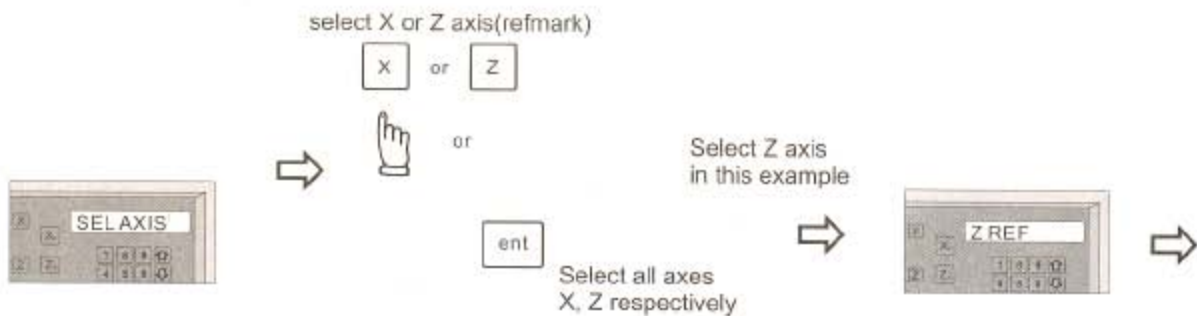 select X or Z axis(refmark)
X or Z
or
Select Z axis
in this example
SEL AXIS
Z REF
ent
Select all axes
X, Z respectively